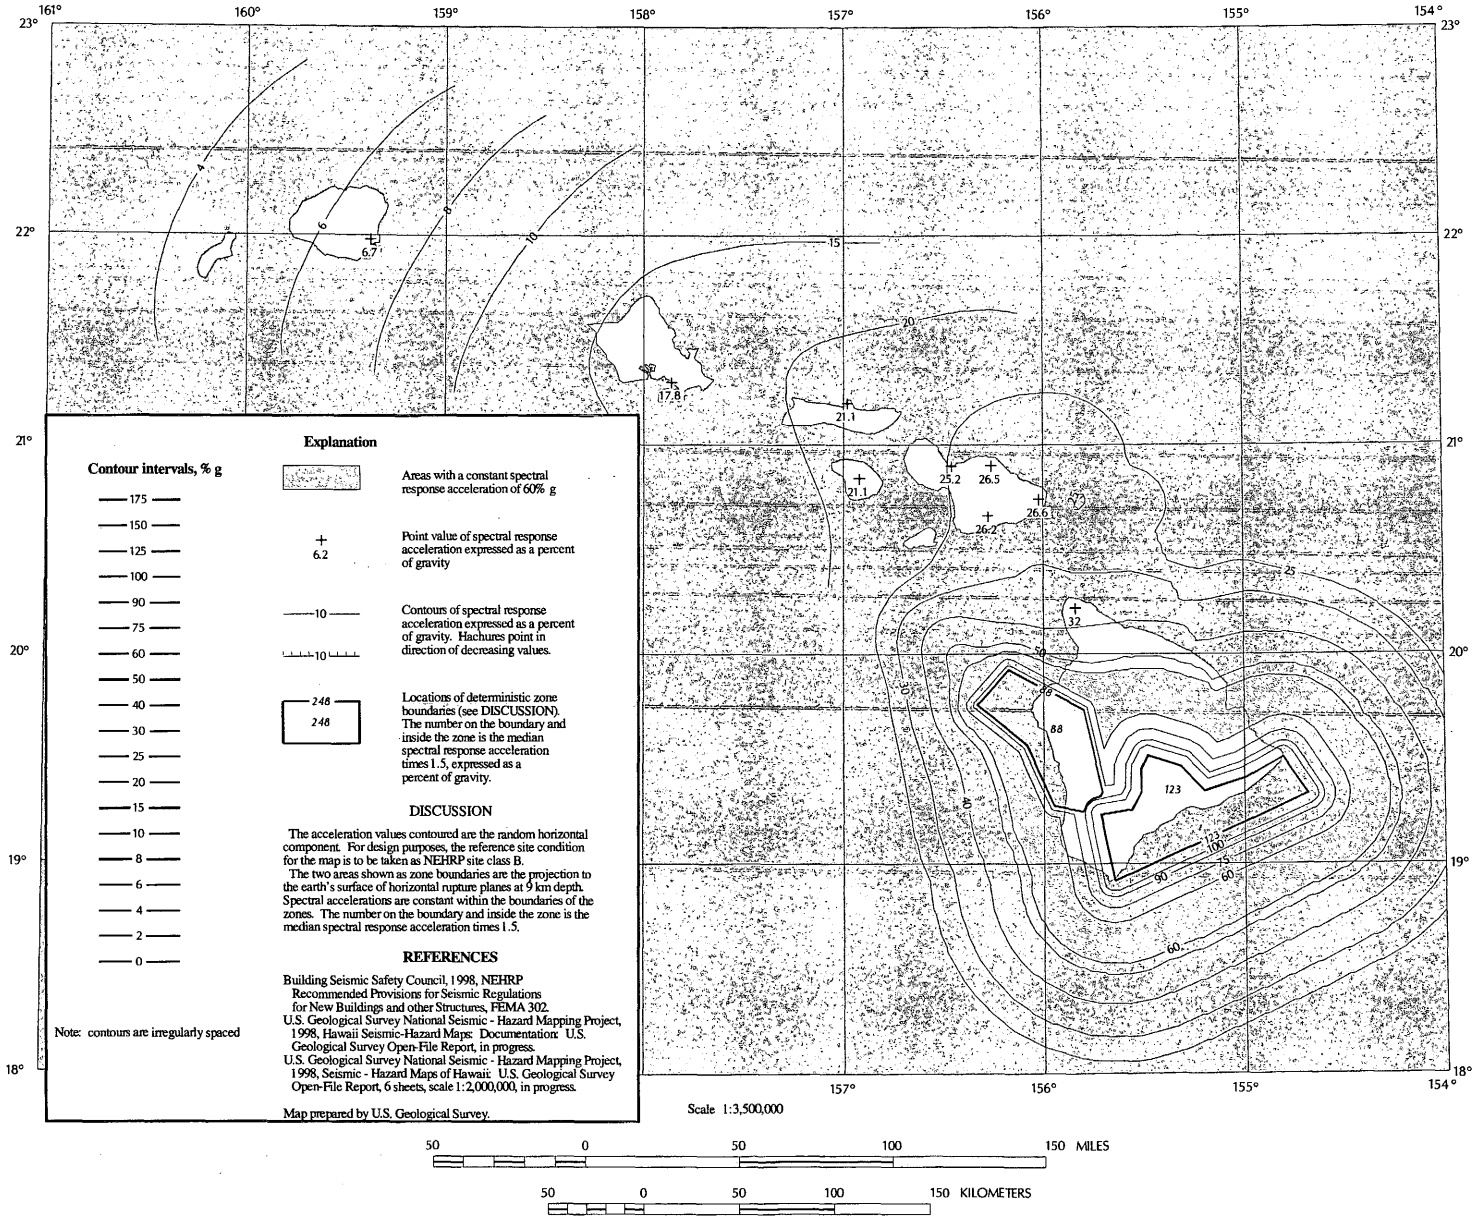 161°
160°
159°
158°
157°
156°
155°
154°
23°
23°
4
6
8
10
6.7
22°
22°
15
20
17.8
21.1
21°
21°
21.1
25.2
26.5
26.2
26.6
25
32
20°
20°
50
88
30
88
40
123
123
100
75
60
90
60
19°
19°
18°
18°
157°
156°
155°
154°
Explanation
Contour intervals, % g
175
150
125
100
90
75
60
50
40
30
25
20
15
10
8
6
4
2
0
Note: contours are irregularly spaced
Areas with a constant spectral
response acceleration of 60% g
6.2
Point value of spectral response
acceleration expressed as a percent
of gravity
10
10
Contours of spectral response
acceleration expressed as a percent
of gravity. Hachures point in
direction of decreasing values.
248
248
Locations of deterministic zone
boundaries (see DISCUSSION).
The number on the boundary and
inside the zone is the median
spectral response acceleration
times 1.5, expressed as a
percent of gravity.
DISCUSSION
The acceleration values contoured are the random horizontal
component. For design purposes, the reference site condition
for the map is to be taken as NEHRP site class B.
The two areas shown as zone boundaries are the projection to
the earth's surface of horizontal rupture planes at 9 km depth.
Spectral accelerations are constant within the boundaries of the
zones. The number on the boundary and inside the zone is the
median spectral response acceleration times 1.5.
REFERENCES
Building Seismic Safety Council, 1998, NEHRP
Recommended Provisions for Seismic Regulations
for New Buildings and other Structures, FEMA 302.
U.S. Geological Survey National Seismic - Hazard Mapping Project,
1998, Hawaii Seismic-Hazard Maps: Documentation: U.S.
Geological Survey Open-File Report, in progress.
U.S. Geological Survey National Seismic - Hazard Mapping Project,
1998, Seismic - Hazard Maps of Hawaii: U.S. Geological Survey
Open-File Report, 6 sheets, scale 1:2,000,000, in progress.
Map prepared by U.S. Geological Survey.
Scale 1:3,500,000
50 0 50 100 150 MILES
50 0 50 100 150 KILOMETERS